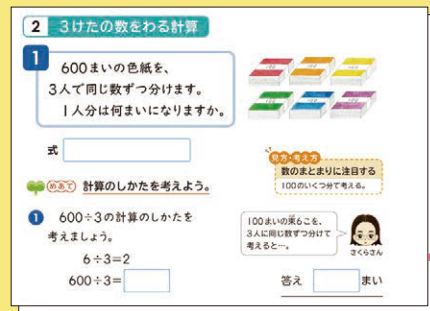 2 3けたの数をわる計算
1
600まいの色紙を、
3人で同じ数ずつ分けます。
1人分は何まいになりますか。
式
見方・考え方
数のまとまりに注目する
100のいくつ分で考える。
めあて 計算のしかたを考えよう。
1 600÷3の計算のしかたを
考えましょう。
6÷3=2
600÷3=
100まいの束6こを、
3人に同じ数ずつ分けて
考えると…。
さくらさん
答え まい